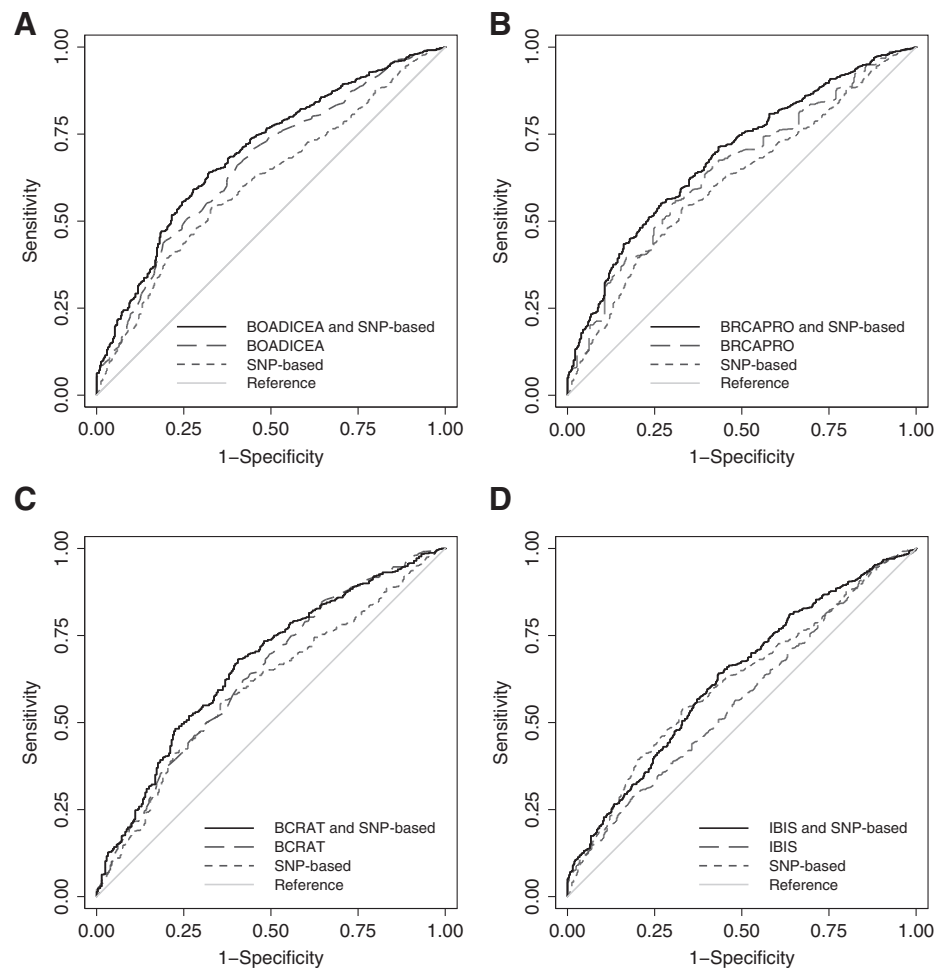 A
Sensitivity
1.00
0.75
0.50
0.25
0.00
BOADICEA and SNP-based
BOADICEA
SNP-based
Reference
0.00 0.25 0.50 0.75 1.00
1−Specificity
B
Sensitivity
1.00
0.75
0.50
0.25
0.00
BRCAPRO and SNP-based
BRCAPRO
SNP-based
Reference
0.00 0.25 0.50 0.75 1.00
1−Specificity
C
Sensitivity
1.00
0.75
0.50
0.25
0.00
BCRAT and SNP-based
BCRAT
SNP-based
Reference
0.00 0.25 0.50 0.75 1.00
1−Specificity
D
Sensitivity
1.00
0.75
0.50
0.25
0.00
IBIS and SNP-based
IBIS
SNP-based
Reference
0.00 0.25 0.50 0.75 1.00
1−Specificity